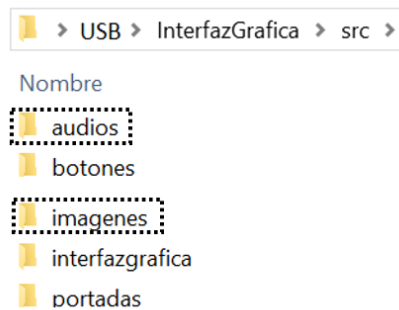 > USB > InterfazGrafica > src >
Nombre
audios
botones
imagenes
interfazgrafica
portadas